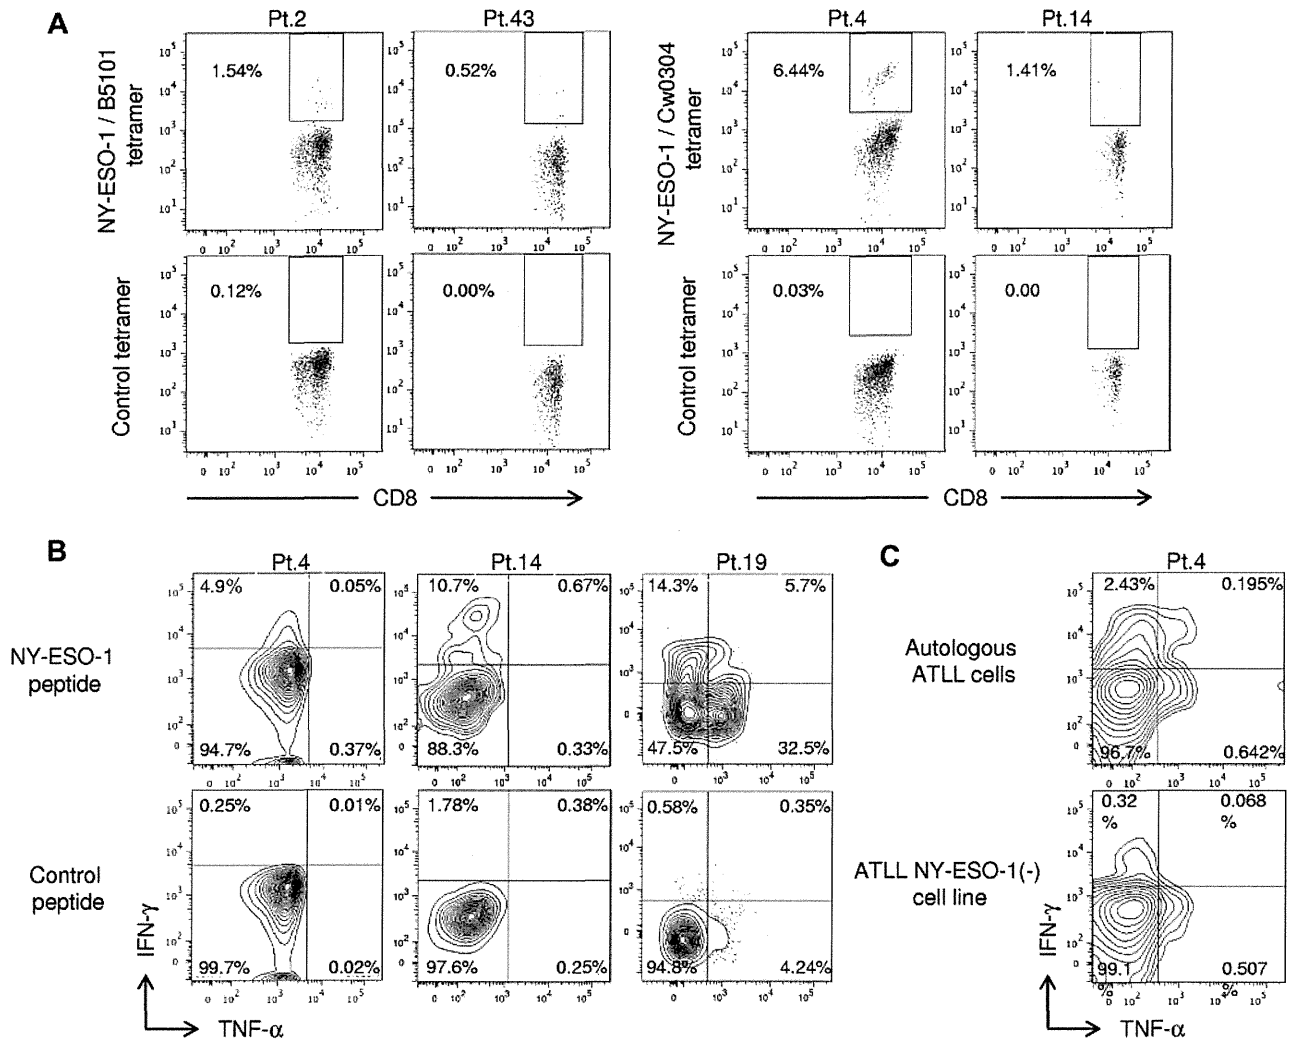 A
Pt.2
Pt.43
Pt.4
Pt.14
NY-ESO-1 / B5101
tetramer
1.54%
0.52%
NY-ESO-1 / Cw0304
tetramer
6.44%
1.41%
Control tetramer
0.12%
0.00%
Control tetramer
0.03%
0.00
CD8
CD8
B
Pt.4
Pt.14
Pt.19
NY-ESO-1
peptide
4.9%
0.05%
94.7%
0.37%
10.7%
0.67%
88.3%
0.33%
14.3%
5.7%
47.5%
32.5%
Control
peptide
0.25%
0.01%
99.7%
0.02%
1.78%
0.38%
97.6%
0.25%
0.58%
0.35%
94.8%
4.24%
IFN-γ
TNF-α
C
Pt.4
Autologous
ATLL cells
2.43%
0.195%
96.7%
0.642%
ATLL NY-ESO-1(-)
cell line
0.32
%
0.068
%
99.1
%
0.507
%
IFN-γ
TNF-α